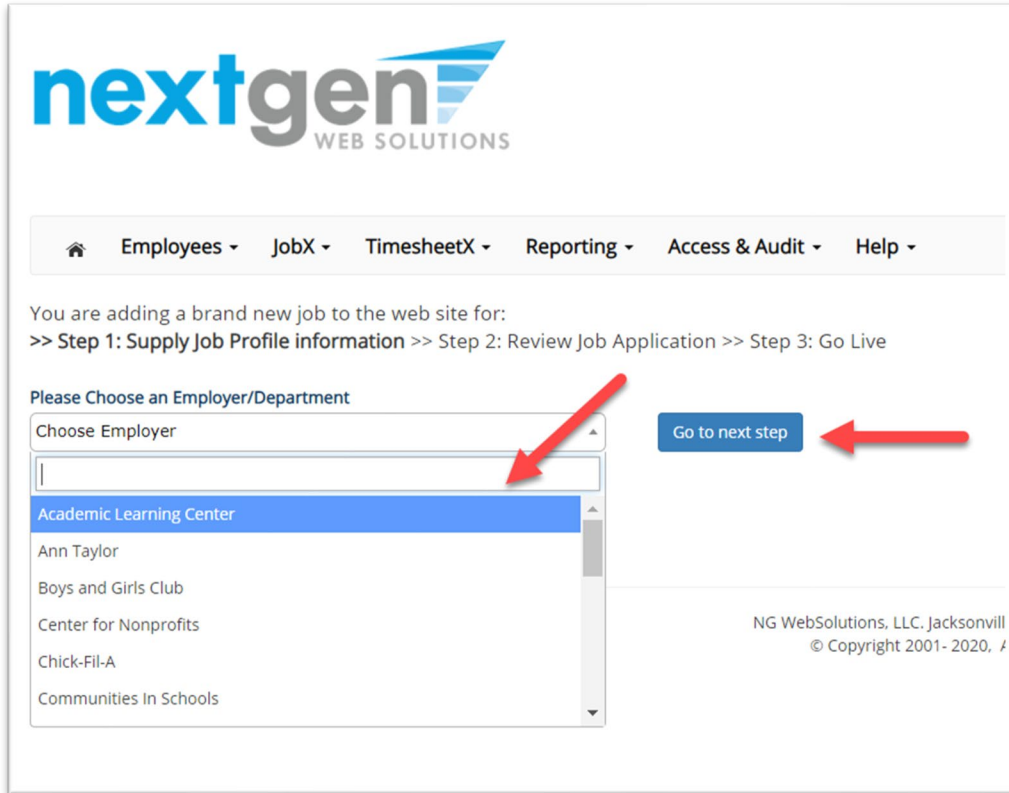 nextgen
WEB SOLUTIONS
Employees JobX TimesheetX Reporting Access & Audit Help
You are adding a brand new job to the web site for:
>> Step 1: Supply Job Profile information >> Step 2: Review Job Application >> Step 3: Go Live
Please Choose an Employer/Department
Choose Employer
Go to next step
Academic Learning Center
Ann Taylor
Boys and Girls Club
Center for Nonprofits
Chick-Fil-A
Communities In Schools
NG WebSolutions, LLC. Jacksonvill
© Copyright 2001- 2020,